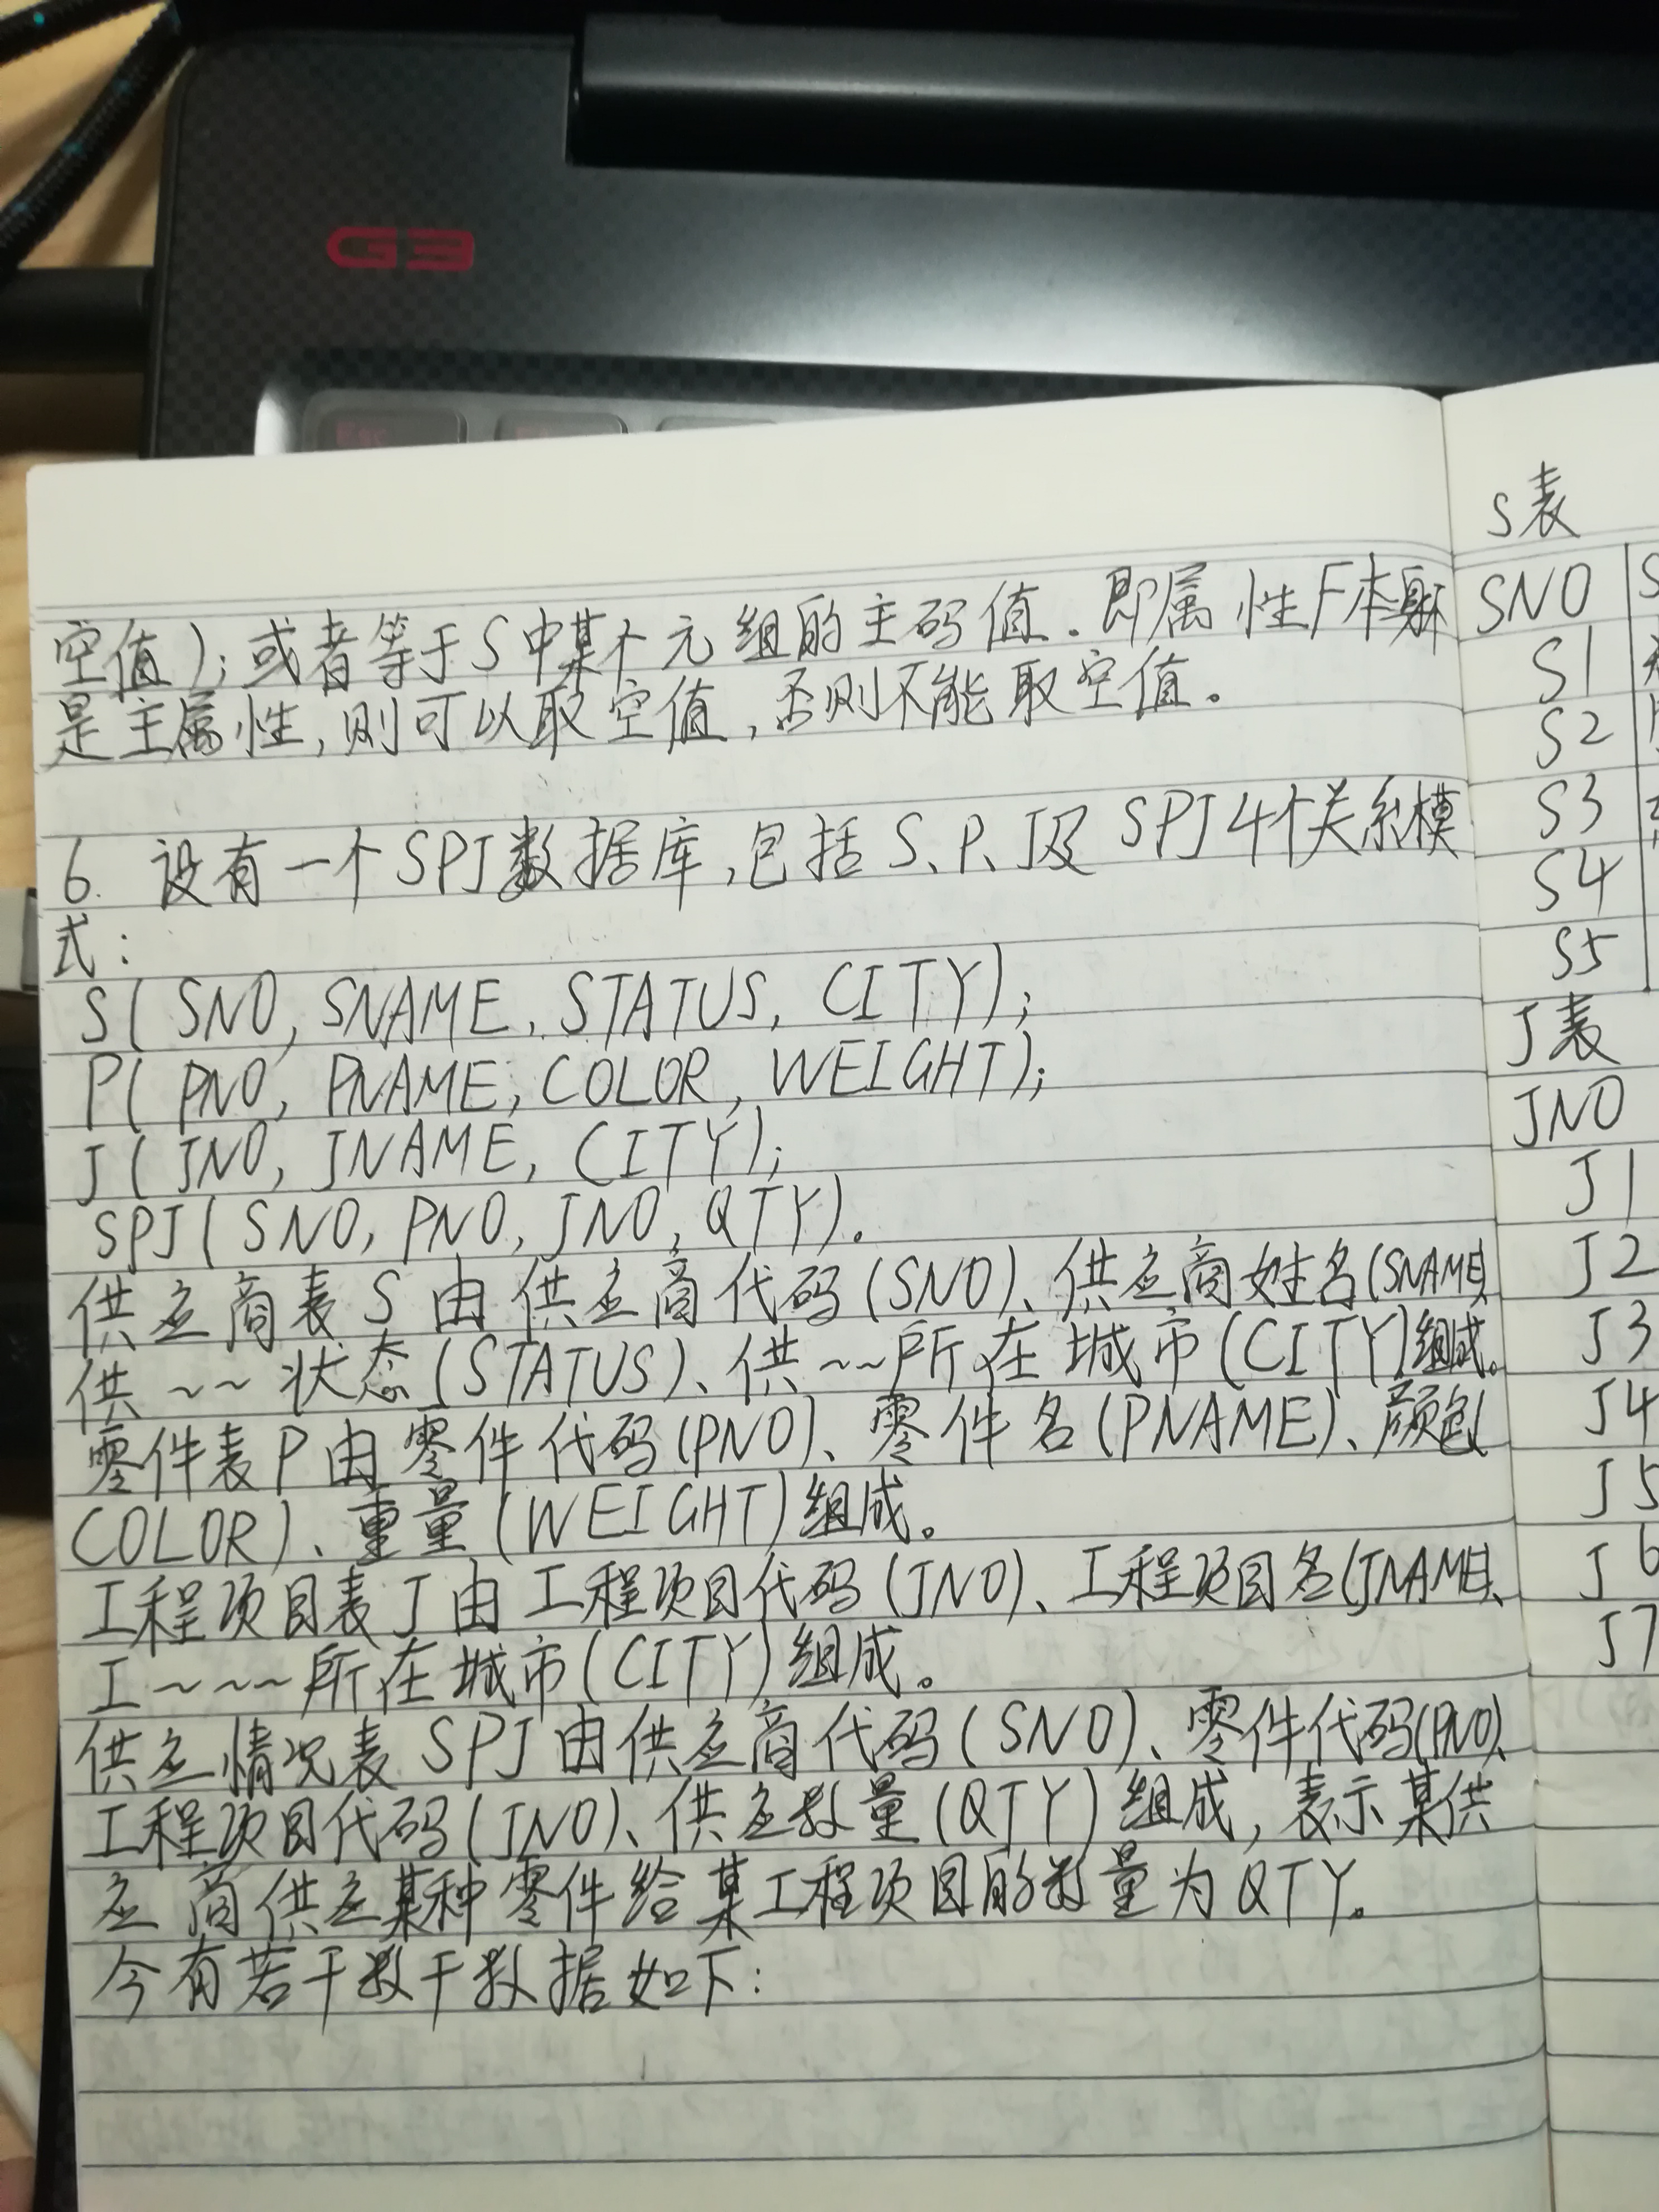 G3
Esc
空值);或者等于S中某个元组的主码值.即属性F本身不
是主属性,则可以取空值,否则不能取空值。
6. 设有一个SPJ数据库,包括S、P、J及SPJ4个关系模
式:
S(SNO, SNAME, STATUS, CITY);
P(PNO, PNAME, COLOR, WEIGHT);
J(JNO, JNAME, CITY);
SPJ(SNO, PNO, JNO, QTY).
供应商表S由供应商代码(SNO)、供应商姓名(SNAME)、
供~~状态(STATUS)、供~~所在城市(CITY)组成。
零件表P由零件代码(PNO)、零件名(PNAME)、颜色(
COLOR)、重量(WEIGHT)组成。
工程项目表J由工程项目代码(JNO)、工程项目名(JNAME)、
工~~~所在城市(CITY)组成。
供应情况表SPJ由供应商代码(SNO)、零件代码(PNO)、
工程项目代码(JNO)、供应数量(QTY)组成,表示某供
应商供应某种零件给某工程项目的数量为QTY。
今有若干数干数据如下:
S表
SNO
S1
S2
S3
S4
S5
J表
JNO
J1
J2
J3
J4
J5
J6
J7